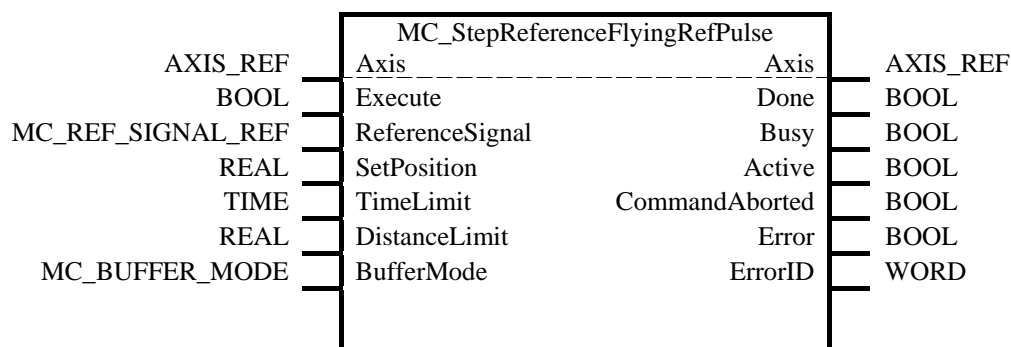 MC_StepReferenceFlyingRefPulse
AXIS_REF Axis Axis AXIS_REF
BOOL Execute Done BOOL
MC_REF_SIGNAL_REF ReferenceSignal Busy BOOL
REAL SetPosition Active BOOL
TIME TimeLimit CommandAborted BOOL
REAL DistanceLimit Error BOOL
MC_BUFFER_MODE BufferMode ErrorID WORD